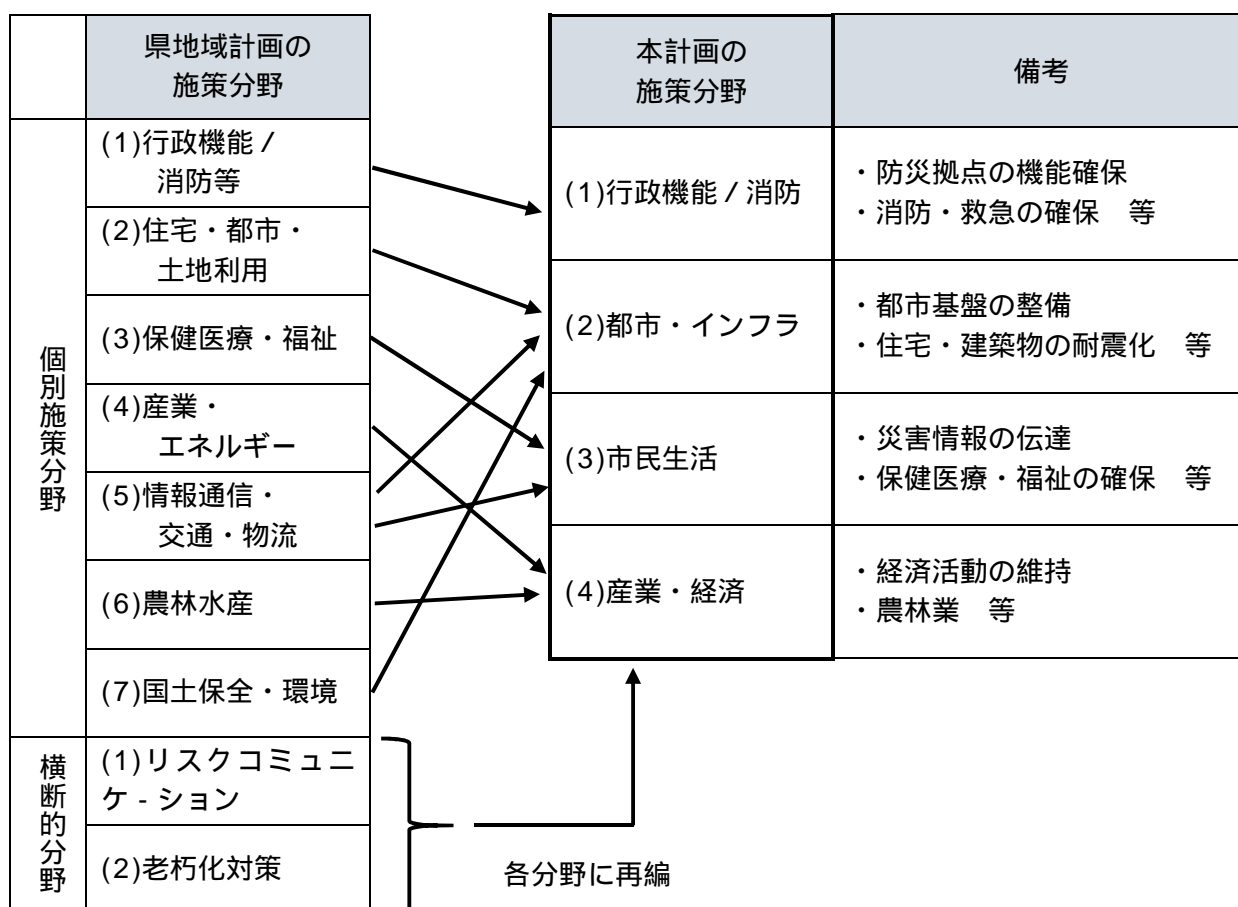 県地域計画の
施策分野
個別施策分野
(1)行政機能/
消防等
(2)住宅・都市・
土地利用
(3)保健医療・福祉
(4)産業・
エネルギー
(5)情報通信・
交通・物流
(6)農林水産
(7)国土保全・環境
横断的分野
(1)リスクコミュニ
ケ-ション
(2)老朽化対策
本計画の
施策分野
備考
(1)行政機能/消防
・防災拠点の機能確保
・消防・救急の確保　等
(2)都市・インフラ
・都市基盤の整備
・住宅・建築物の耐震化　等
(3)市民生活
・災害情報の伝達
・保健医療・福祉の確保　等
(4)産業・経済
・経済活動の維持
・農林業　等
各分野に再編